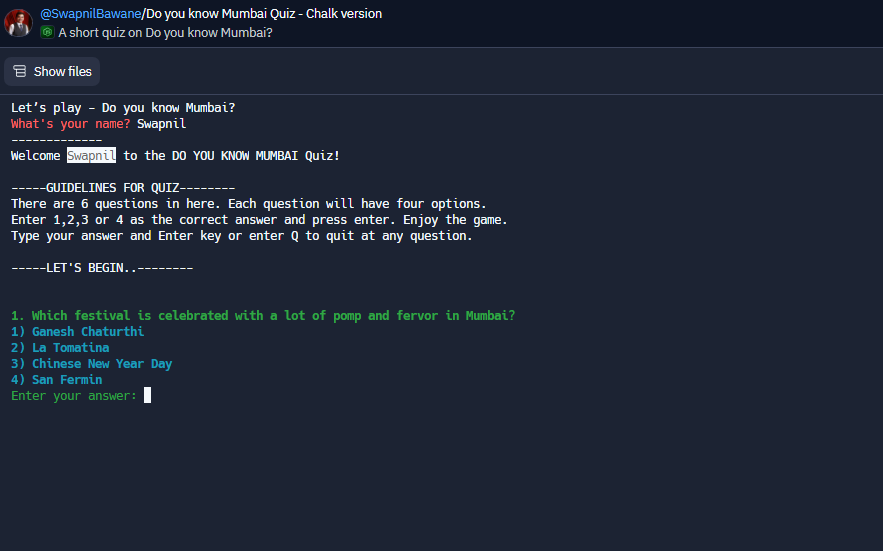 @SwapnilBawane/Do you know Mumbai Quiz - Chalk version
A short quiz on Do you know Mumbai?
Show files
Let’s play – Do you know Mumbai?
What's your name? Swapnil
-------------
Welcome Swapnil to the DO YOU KNOW MUMBAI Quiz!
-----GUIDELINES FOR QUIZ--------
There are 6 questions in here. Each question will have four options.
Enter 1,2,3 or 4 as the correct answer and press enter. Enjoy the game.
Type your answer and Enter key or enter Q to quit at any question.
-----LET'S BEGIN..--------
1. Which festival is celebrated with a lot of pomp and fervor in Mumbai?
1) Ganesh Chaturthi
2) La Tomatina
3) Chinese New Year Day
4) San Fermin
Enter your answer: